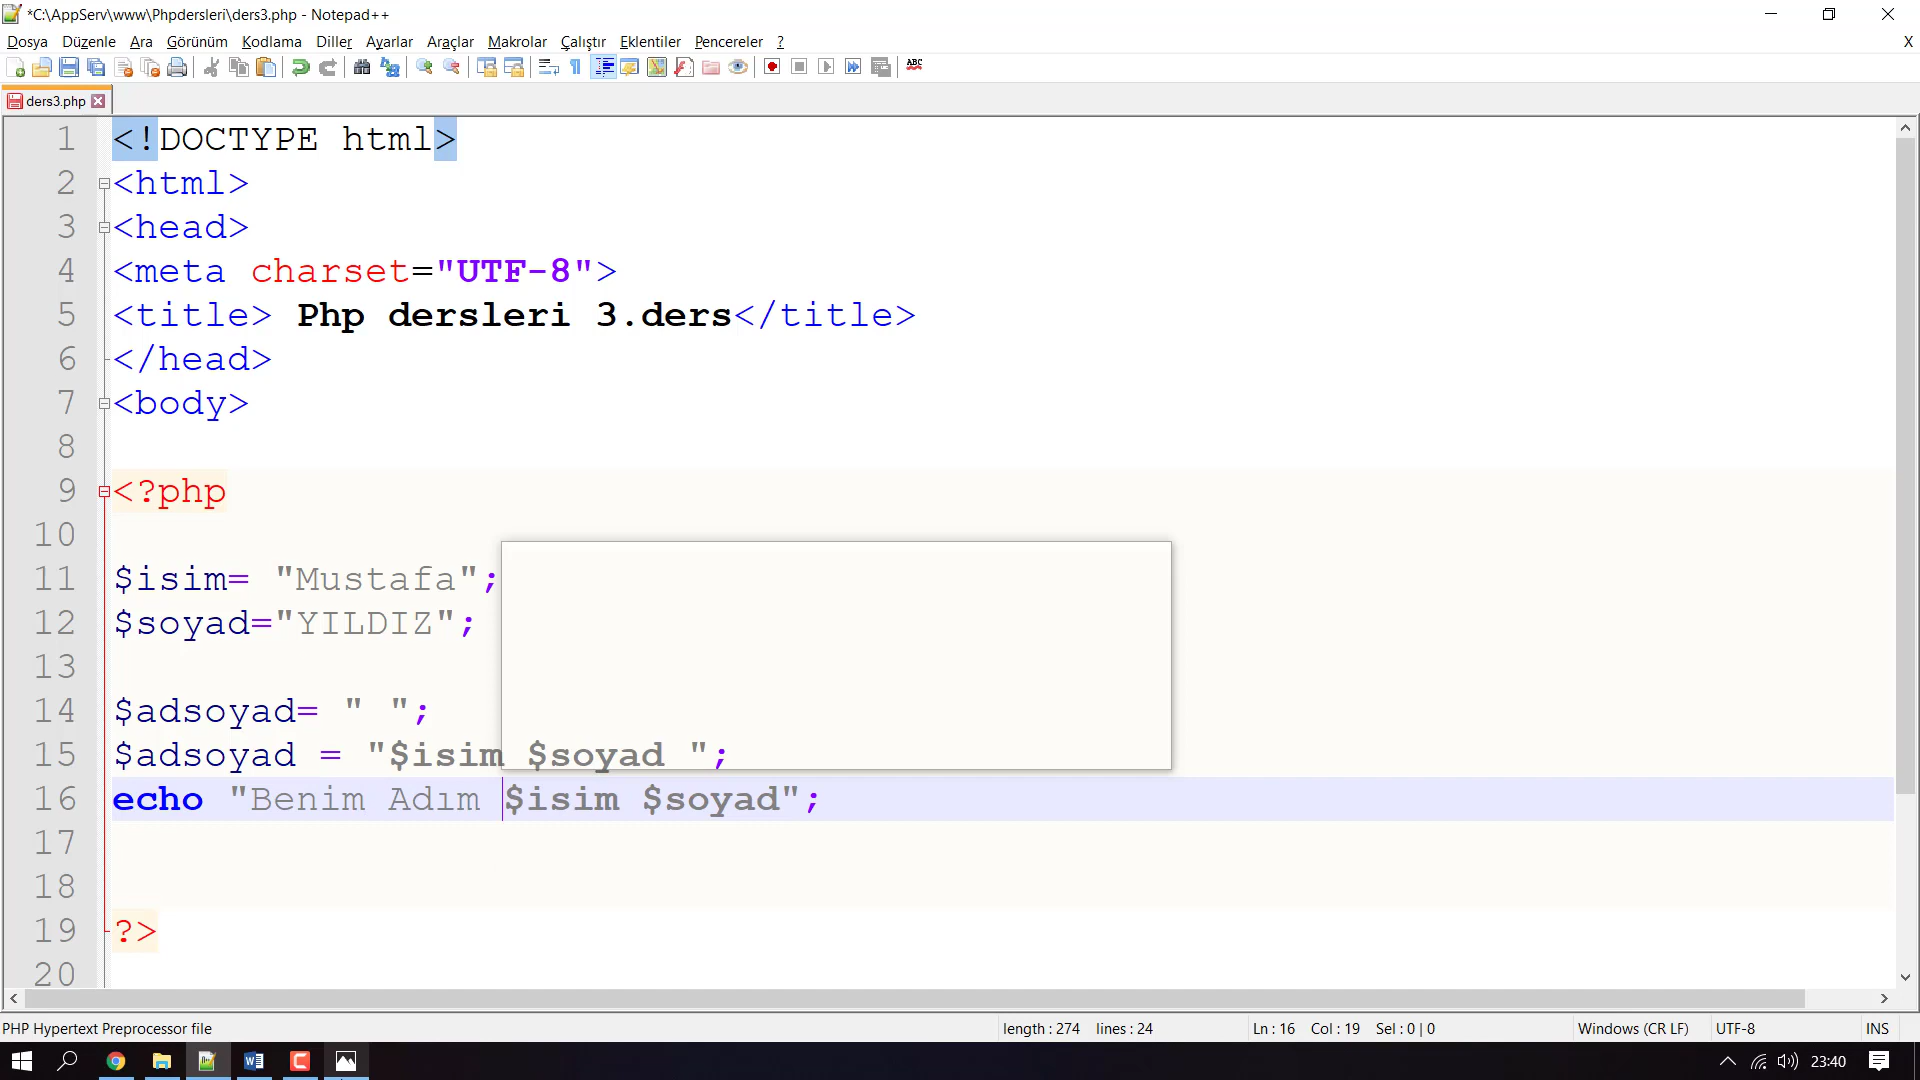 *C:\AppServ\www\Phpdersleri\ders3.php - Notepad++
Dosya Düzenle Ara Görünüm Kodlama Diller Ayarlar Araçlar Makrolar Çalıştır Eklentiler Pencereler ? X
ABC
ders3.php
1 <!DOCTYPE html>
2 <html>
3 <head>
4 <meta charset="UTF-8">
5 <title> Php dersleri 3.ders</title>
6 </head>
7 <body>
8
9 <?php
10
11 $isim= "Mustafa";
12 $soyad="YILDIZ";
13
14 $adsoyad= " ";
15 $adsoyad = "$isim $soyad ";
16 echo "Benim Adım $isim $soyad";
17
18
19 ?>
20
PHP Hypertext Preprocessor file length : 274 lines : 24 Ln : 16 Col : 19 Sel : 0 | 0 Windows (CR LF) UTF-8 INS
23:40